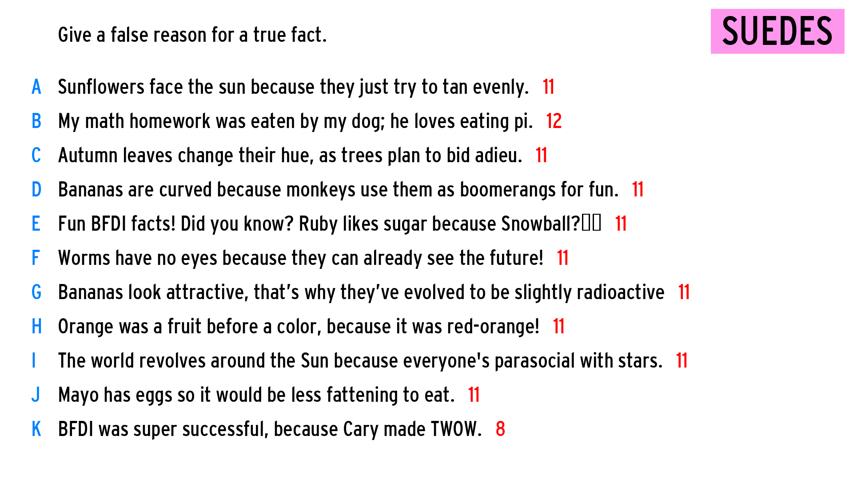 Give a false reason for a true fact.
SUEDES
A Sunflowers face the sun because they just try to tan evenly. 11
B My math homework was eaten by my dog; he loves eating pi. 12
C Autumn leaves change their hue, as trees plan to bid adieu. 11
D Bananas are curved because monkeys use them as boomerangs for fun. 11
E Fun BFDI facts! Did you know? Ruby likes sugar because Snowball?▯▯ 11
F Worms have no eyes because they can already see the future! 11
G Bananas look attractive, that’s why they’ve evolved to be slightly radioactive 11
H Orange was a fruit before a color, because it was red-orange! 11
I The world revolves around the Sun because everyone's parasocial with stars. 11
J Mayo has eggs so it would be less fattening to eat. 11
K BFDI was super successful, because Cary made TWOW. 8